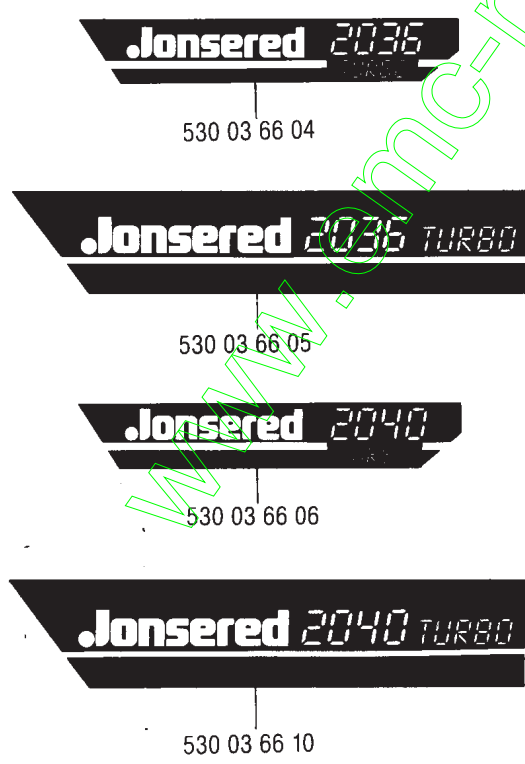 Jonsered 2036
TURBO
530 03 66 04
Jonsered 2036 TURBO
530 03 66 05
Jonsered 2040
530 03 66 06
Jonsered 2040 TURBO
530 03 66 10